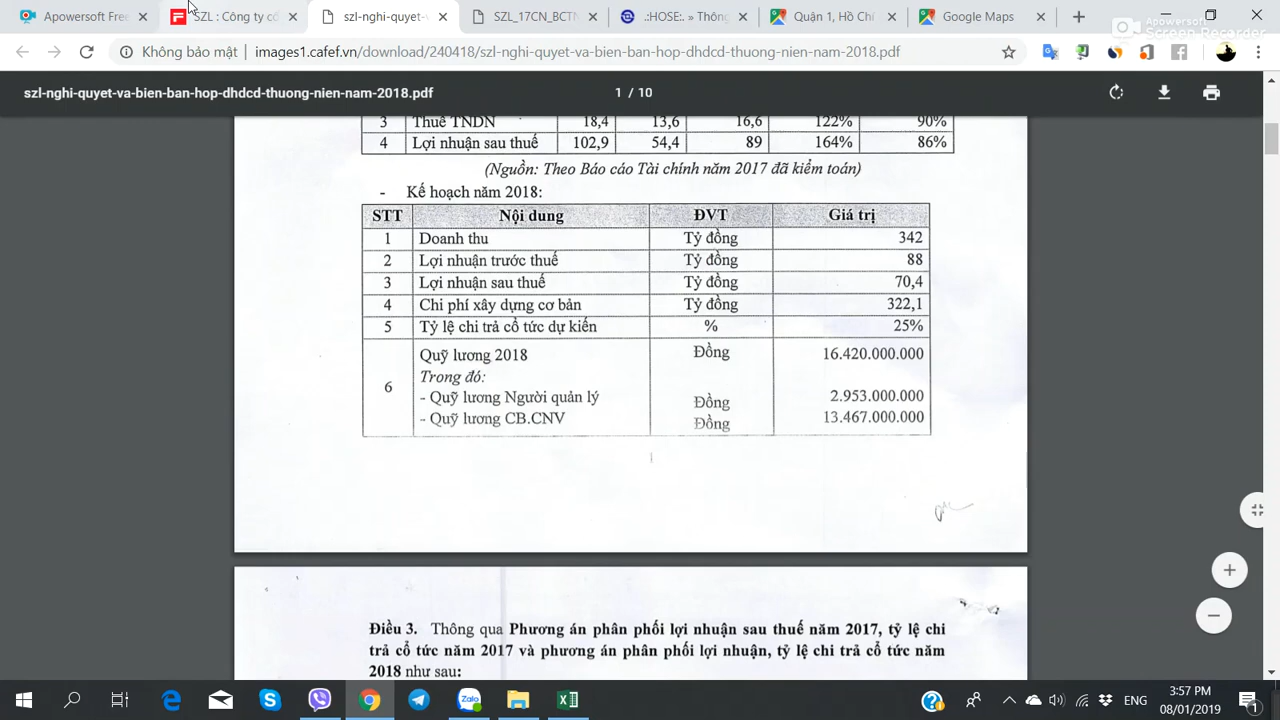 Apowersoft Free
SZL : Công ty cổ
szl-nghi-quyet-v
SZL_17CN_BCTN
.:HOSE:. » Thông
Quận 1, Hồ Chí
Google Maps
Apowersoft
Screen Recorder
Không bảo mật
images1.cafef.vn/download/240418/szl-nghi-quyet-va-bien-ban-hop-dhdcd-thuong-nien-nam-2018.pdf
szl-nghi-quyet-va-bien-ban-hop-dhdcd-thuong-nien-nam-2018.pdf
1 / 10
3 Thuế TNDN 18,4 13,6 16,6 122% 90%
4 Lợi nhuận sau thuế 102,9 54,4 89 164% 86%
(Nguồn: Theo Báo cáo Tài chính năm 2017 đã kiểm toán)
- Kế hoạch năm 2018:
STT Nội dung ĐVT Giá trị
1 Doanh thu Tỷ đồng 342
2 Lợi nhuận trước thuế Tỷ đồng 88
3 Lợi nhuận sau thuế Tỷ đồng 70,4
4 Chi phí xây dựng cơ bản Tỷ đồng 322,1
5 Tỷ lệ chi trả cổ tức dự kiến % 25%
6 Quỹ lương 2018 Đồng 16.420.000.000
Trong đó:
- Quỹ lương Người quản lý Đồng 2.953.000.000
- Quỹ lương CB.CNV Đồng 13.467.000.000
Điều 3. Thông qua Phương án phân phối lợi nhuận sau thuế năm 2017, tỷ lệ chi
trả cổ tức năm 2017 và phương án phân phối lợi nhuận, tỷ lệ chi trả cổ tức năm
2018 như sau:
Zalo
ENG
3:57 PM
08/01/2019
1